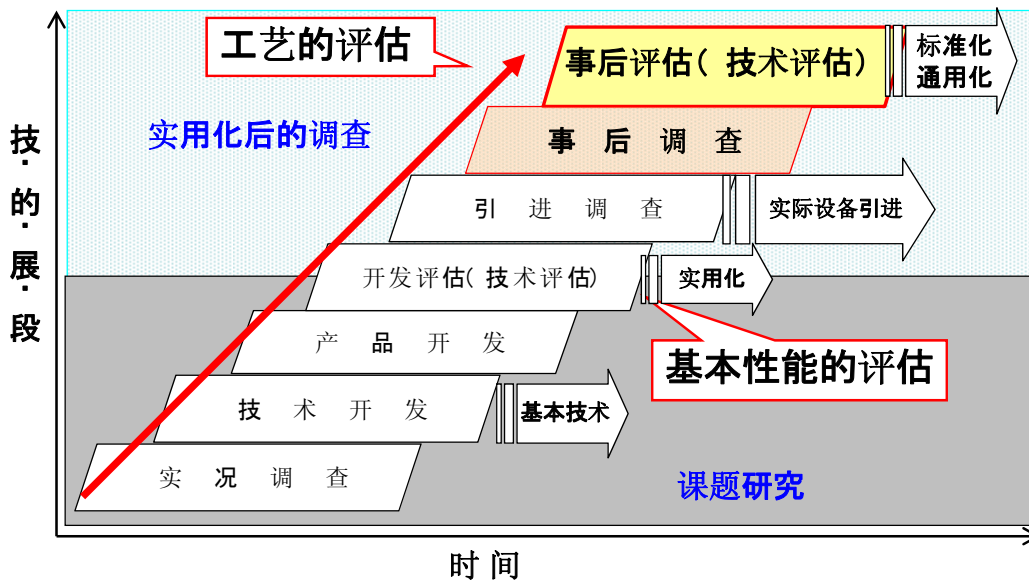 工艺的评估
事后评估( 技术评估)
标准化
通用化
实用化后的调查
事 后 调 查
引 进 调 查
实际设备引进
开发评估( 技术评估)
实用化
产 品 开 发
基本性能的评估
技 术 开 发
基本技术
实 况 调 查
课题研究
技·
的·
展·
段
时 间